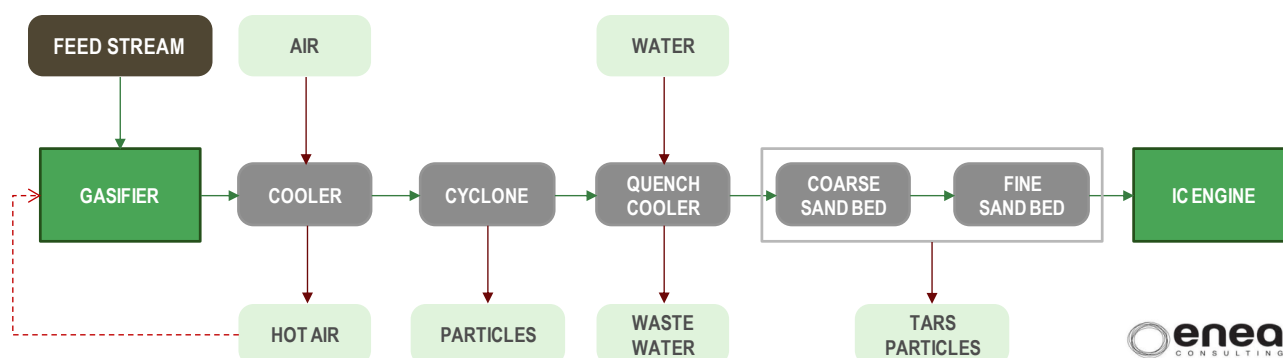 FEED STREAM
AIR
WATER
GASIFIER
COOLER
CYCLONE
QUENCH
COOLER
COARSE
SAND BED
FINE
SAND BED
IC ENGINE
HOT AIR
PARTICLES
WASTE
WATER
TARS
PARTICLES
enea
CONSULTING